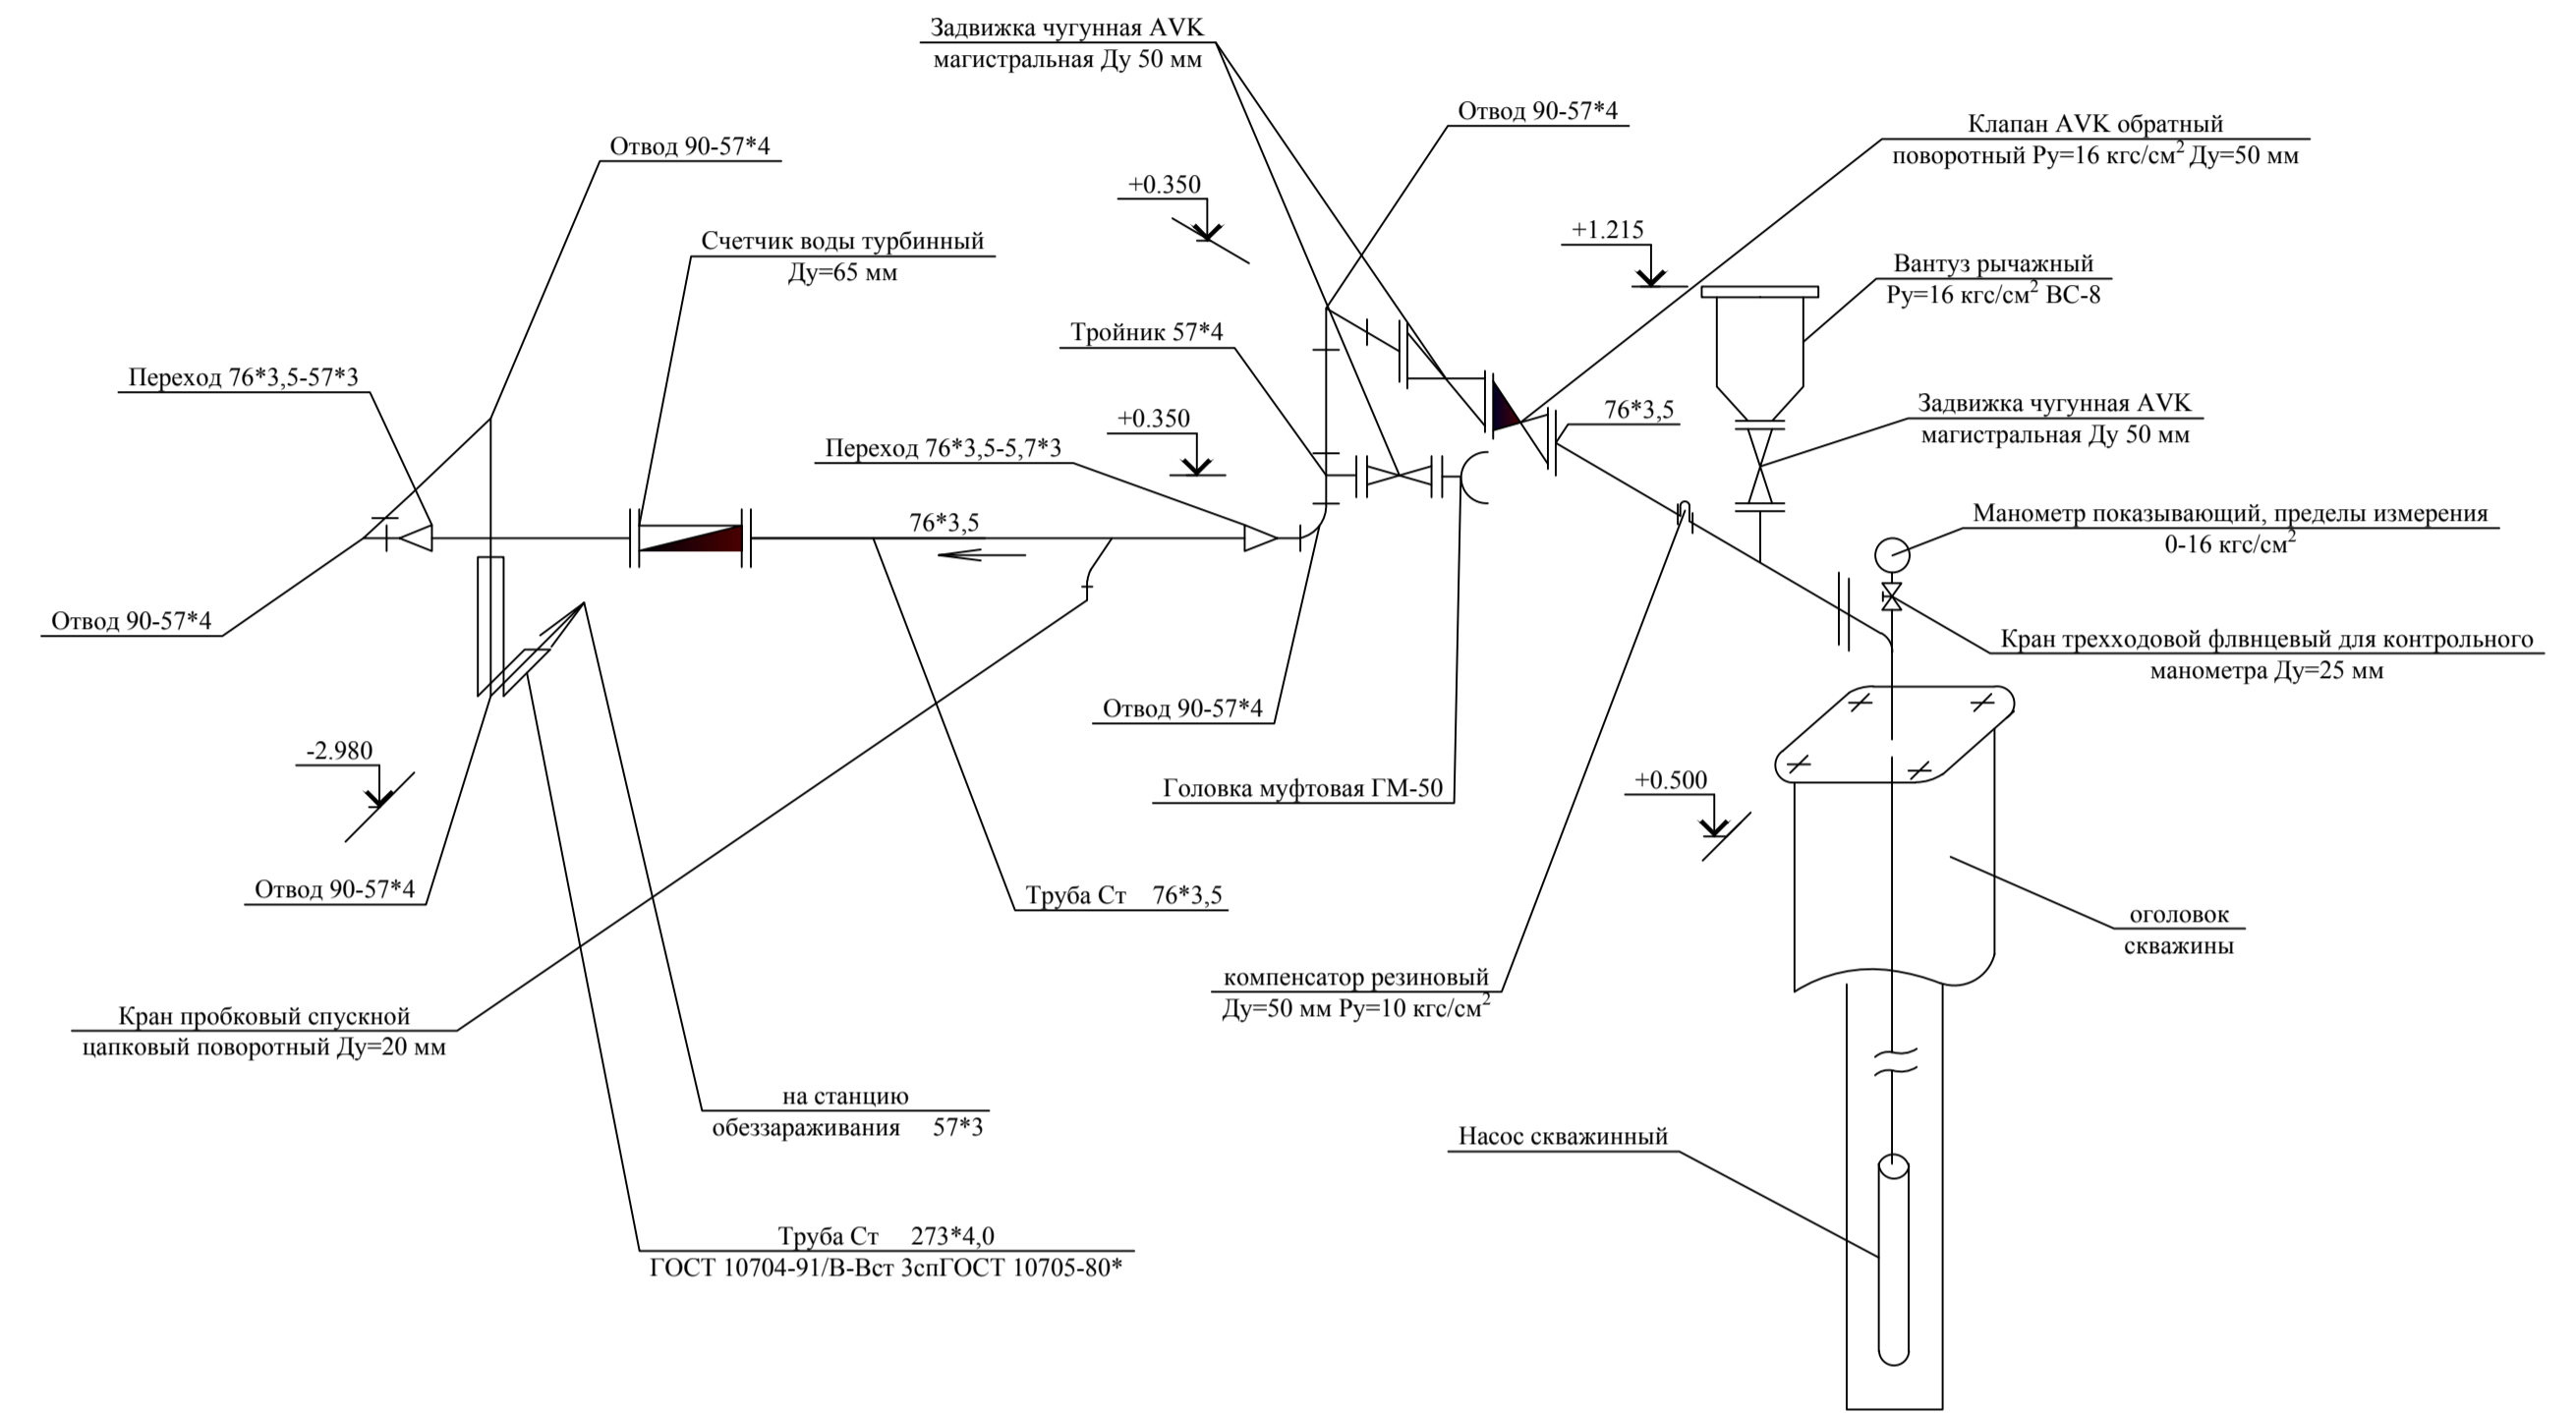 Задвижка чугунная AVK
магистральная Ду 50 мм
Отвод 90-57*4
Клапан AVK обратный
поворотный Ру=16 кгс/см2 Ду=50 мм
Отвод 90-57*4
+0.350
Счетчик воды турбинный
Ду=65 мм
+1.215
Вантуз рычажный
Ру=16 кгс/см2 ВС-8
Тройник 57*4
Переход 76*3,5-57*3
+0.350
76*3,5
Задвижка чугунная AVK
магистральная Ду 50 мм
Переход 76*3,5-5,7*3
76*3,5
Манометр показывающий, пределы измерения
0-16 кгс/см2
Отвод 90-57*4
Кран трехходовой флвнцевый для контрольного
манометра Ду=25 мм
Отвод 90-57*4
-2.980
Головка муфтовая ГМ-50
+0.500
Отвод 90-57*4
Труба Ст 76*3,5
оголовок
скважины
компенсатор резиновый
Ду=50 мм Ру=10 кгс/см2
Кран пробковый спускной
цапковый поворотный Ду=20 мм
на станцию
обеззараживания 57*3
Насос скважинный
Труба Ст 273*4,0
ГОСТ 10704-91/В-Вст 3спГОСТ 10705-80*